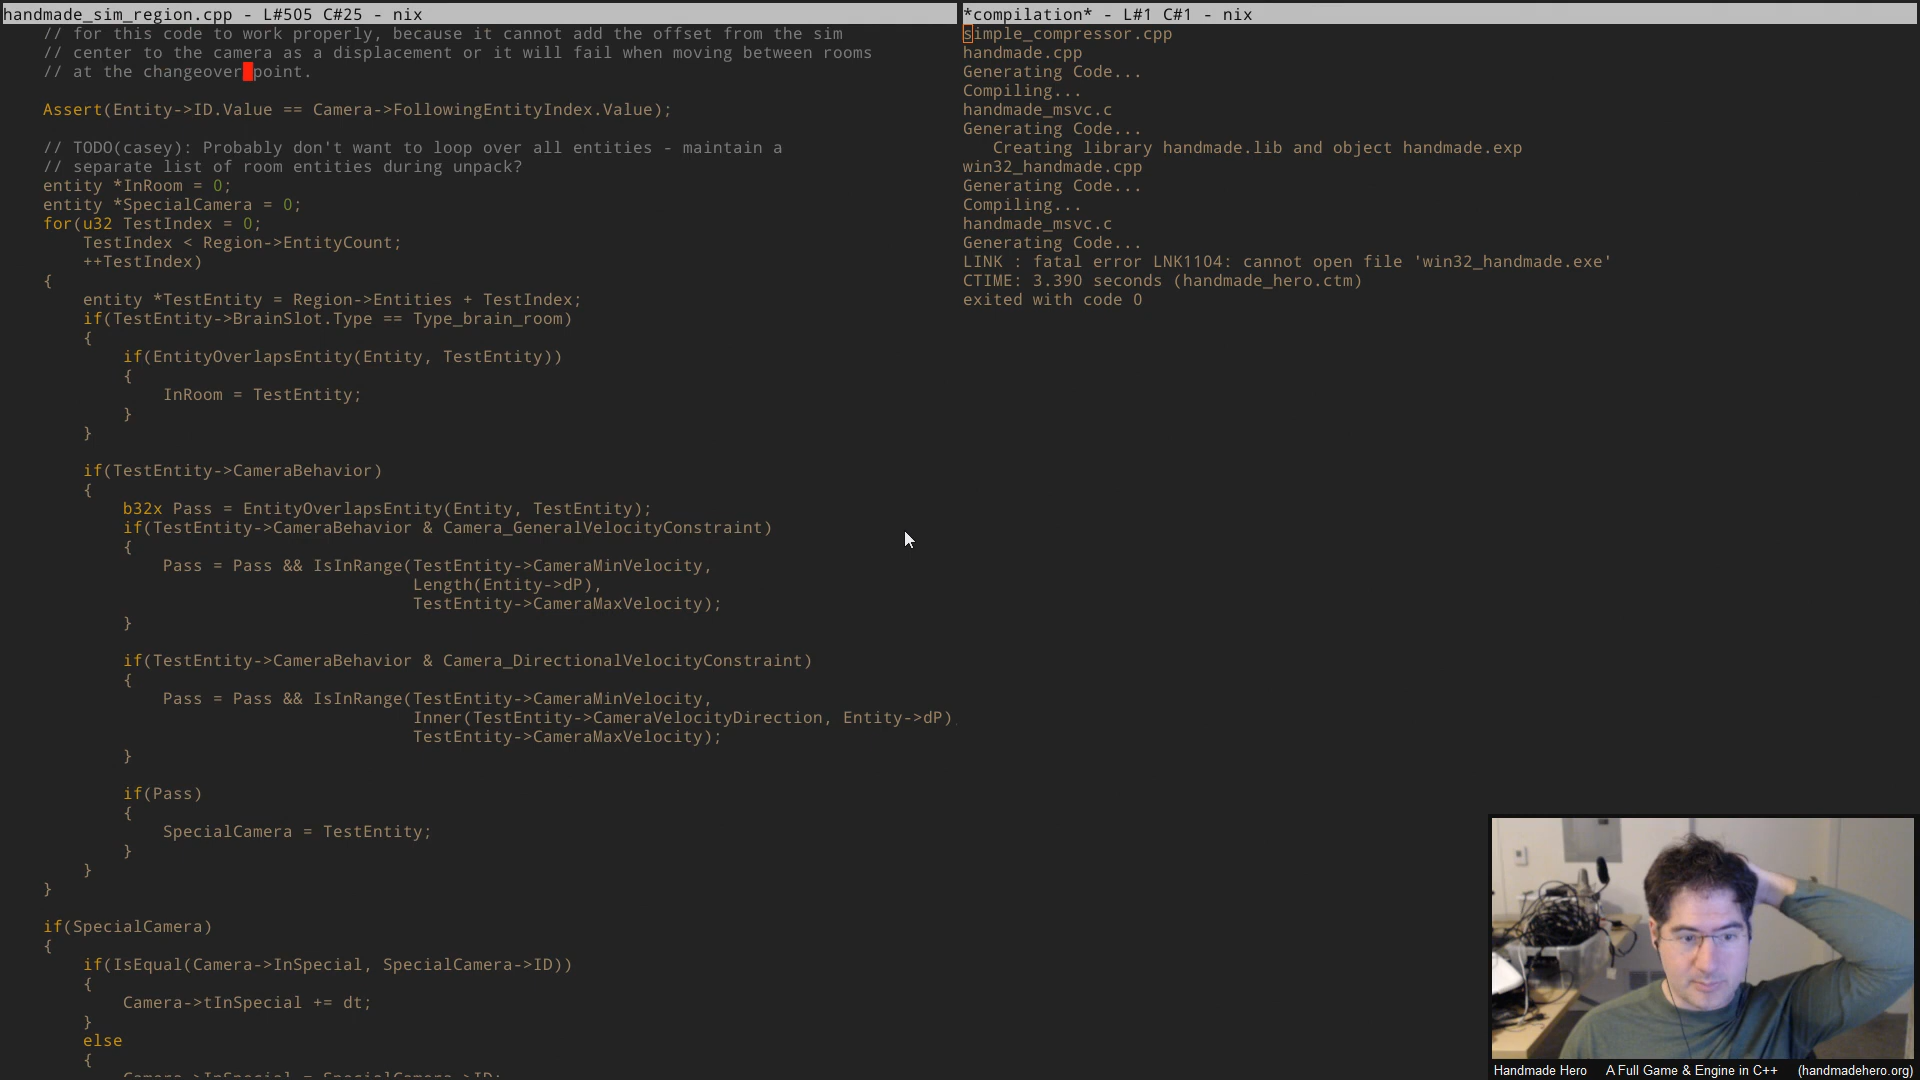 handmade_sim_region.cpp - L#505 C#25 - nix
// for this code to work properly, because it cannot add the offset from the sim
// center to the camera as a displacement or it will fail when moving between rooms
// at the changeover point.
Assert(Entity->ID.Value == Camera->FollowingEntityIndex.Value);
// TODO(casey): Probably don't want to loop over all entities - maintain a
// separate list of room entities during unpack?
entity *InRoom = 0;
entity *SpecialCamera = 0;
for(u32 TestIndex = 0;
TestIndex < Region->EntityCount;
++TestIndex)
{
entity *TestEntity = Region->Entities + TestIndex;
if(TestEntity->BrainSlot.Type == Type_brain_room)
{
if(EntityOverlapsEntity(Entity, TestEntity))
{
InRoom = TestEntity;
}
}
if(TestEntity->CameraBehavior)
{
b32x Pass = EntityOverlapsEntity(Entity, TestEntity);
if(TestEntity->CameraBehavior & Camera_GeneralVelocityConstraint)
{
Pass = Pass && IsInRange(TestEntity->CameraMinVelocity,
Length(Entity->dP),
TestEntity->CameraMaxVelocity);
}
if(TestEntity->CameraBehavior & Camera_DirectionalVelocityConstraint)
{
Pass = Pass && IsInRange(TestEntity->CameraMinVelocity,
Inner(TestEntity->CameraVelocityDirection, Entity->dP)
TestEntity->CameraMaxVelocity);
}
if(Pass)
{
SpecialCamera = TestEntity;
}
}
}
if(SpecialCamera)
{
if(IsEqual(Camera->InSpecial, SpecialCamera->ID))
{
Camera->tInSpecial += dt;
}
else
{
Camera->InSpecial = SpecialCamera->ID;
*compilation* - L#1 C#1 - nix
simple_compressor.cpp
handmade.cpp
Generating Code...
Compiling...
handmade_msvc.c
Generating Code...
Creating library handmade.lib and object handmade.exp
win32_handmade.cpp
Generating Code...
Compiling...
handmade_msvc.c
Generating Code...
LINK : fatal error LNK1104: cannot open file 'win32_handmade.exe'
CTIME: 3.390 seconds (handmade_hero.ctm)
exited with code 0
Handmade Hero A Full Game & Engine in C++ (handmadehero.org)